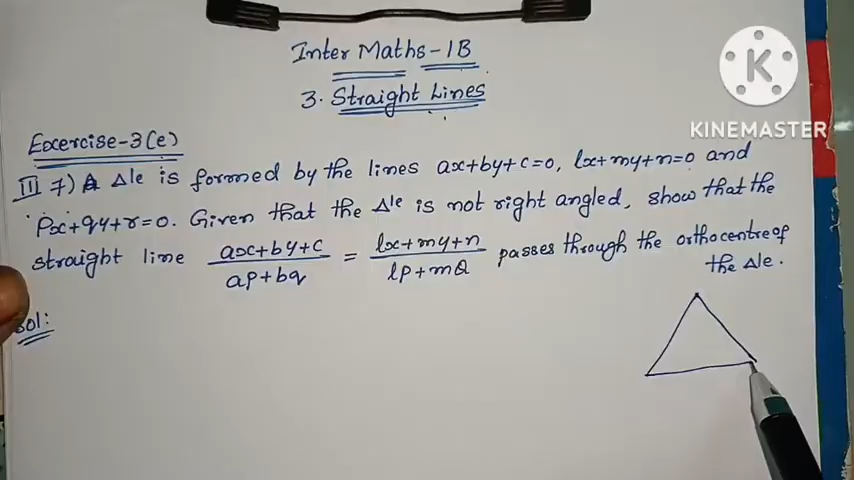 Inter Maths-1B
3. Straight Lines
Excercise-3(e)
III 7) A Δle is formed by the lines ax+by+c=0, lx+my+n=0 and
px+qy+r=0. Given that the Δle is not right angled, show that the
straight line (ax+by+c)/(ap+bq) = (lx+my+n)/(lp+mQ) passes through the orthocentre of
the Δle.
Sol:
K
KINEMASTER